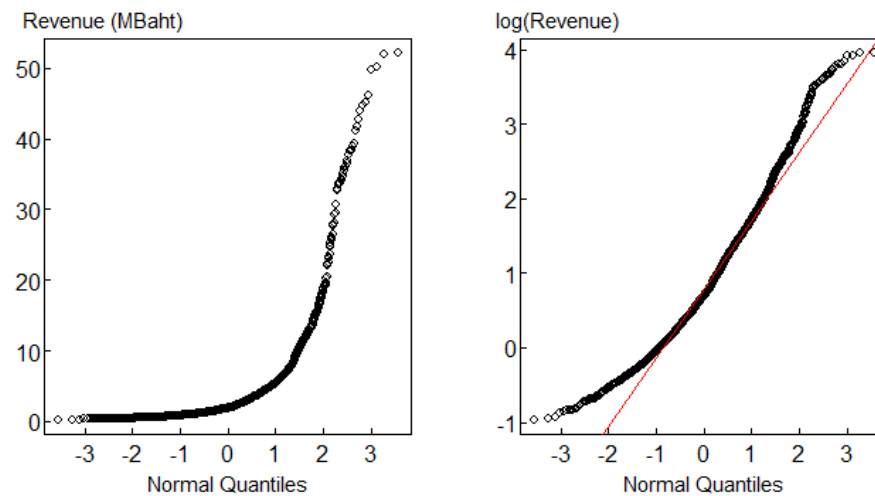 Revenue (MBaht)
50
40
30
20
10
0
-3 -2 -1 0 1 2 3
Normal Quantiles
log(Revenue)
4
3
2
1
0
-1
-3 -2 -1 0 1 2 3
Normal Quantiles